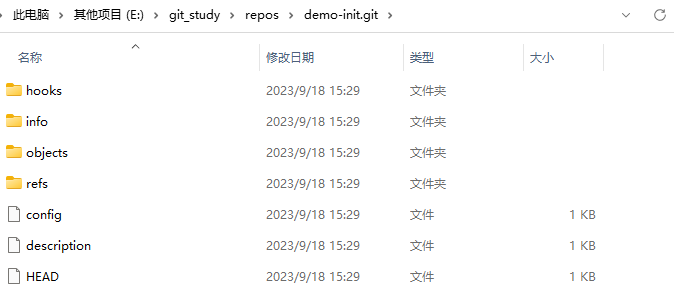 此电脑 › 其他项目 (E:) › git_study › repos › demo-init.git ›
名称 修改日期 类型 大小
hooks 2023/9/18 15:29 文件夹
info 2023/9/18 15:29 文件夹
objects 2023/9/18 15:29 文件夹
refs 2023/9/18 15:29 文件夹
config 2023/9/18 15:29 文件 1 KB
description 2023/9/18 15:29 文件 1 KB
HEAD 2023/9/18 15:29 文件 1 KB